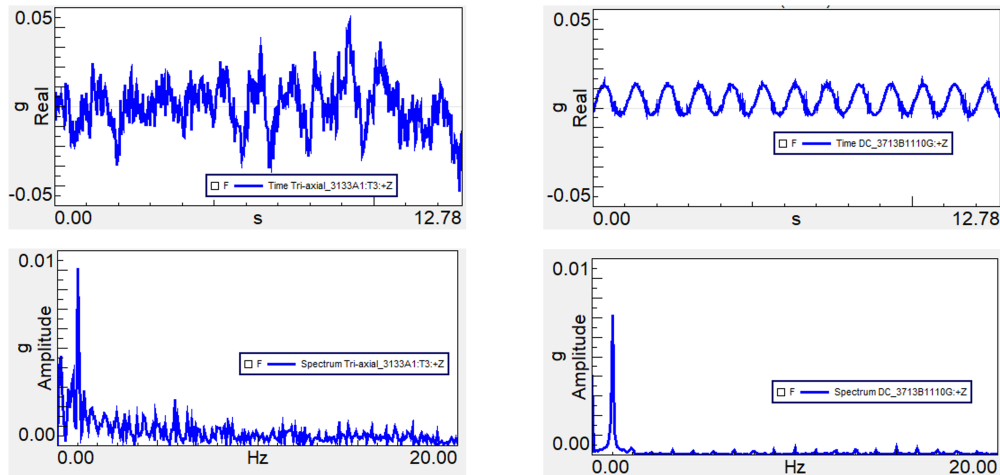 0.05
g
Real
-0.05
F Time Tri-axial_3133A1:T3:+Z
0.00 s 12.78
0.05
g
Real
-0.05
F Time DC_3713B1110G:+Z
0.00 s 12.78
0.01
g
Amplitude
0.00
F Spectrum Tri-axial_3133A1:T3:+Z
0.00 Hz 20.00
0.01
g
Amplitude
0.00
F Spectrum DC_3713B1110G:+Z
0.00 Hz 20.00